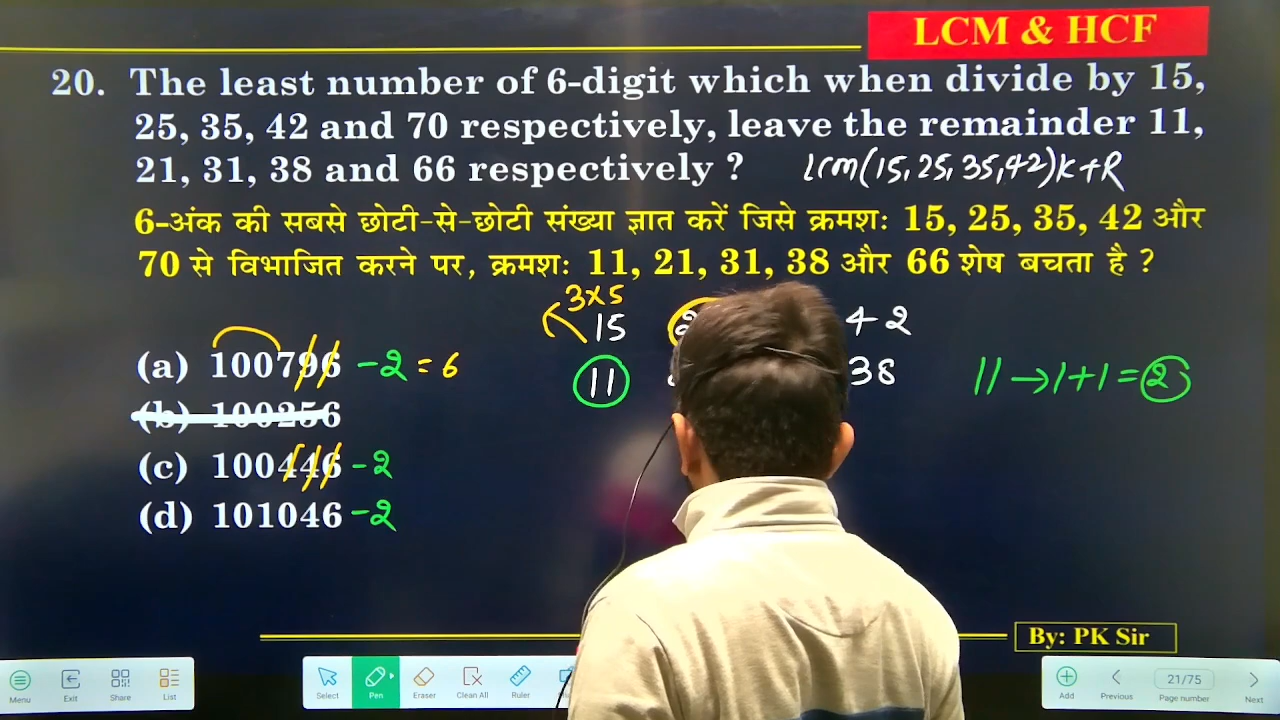 LCM & HCF
20. The least number of 6-digit which when divide by 15,
25, 35, 42 and 70 respectively, leave the remainder 11,
21, 31, 38 and 66 respectively ? lcm(15,25,35,42)K+R
6-अंक की सबसे छोटी-से-छोटी संख्या ज्ञात करें जिसे क्रमशः 15, 25, 35, 42 और
70 से विभाजित करने पर, क्रमशः 11, 21, 31, 38 और 66 शेष बचता है ?
3×5
15 42
(a) 100796 -2 = 6
11 38 11→1+1=2
(b) 100256
(c) 100446 -2
(d) 101046 -2
By: PK Sir
Menu Exit Share List Select Pen Eraser Clean All Ruler Add Previous 21/75 Page number Next